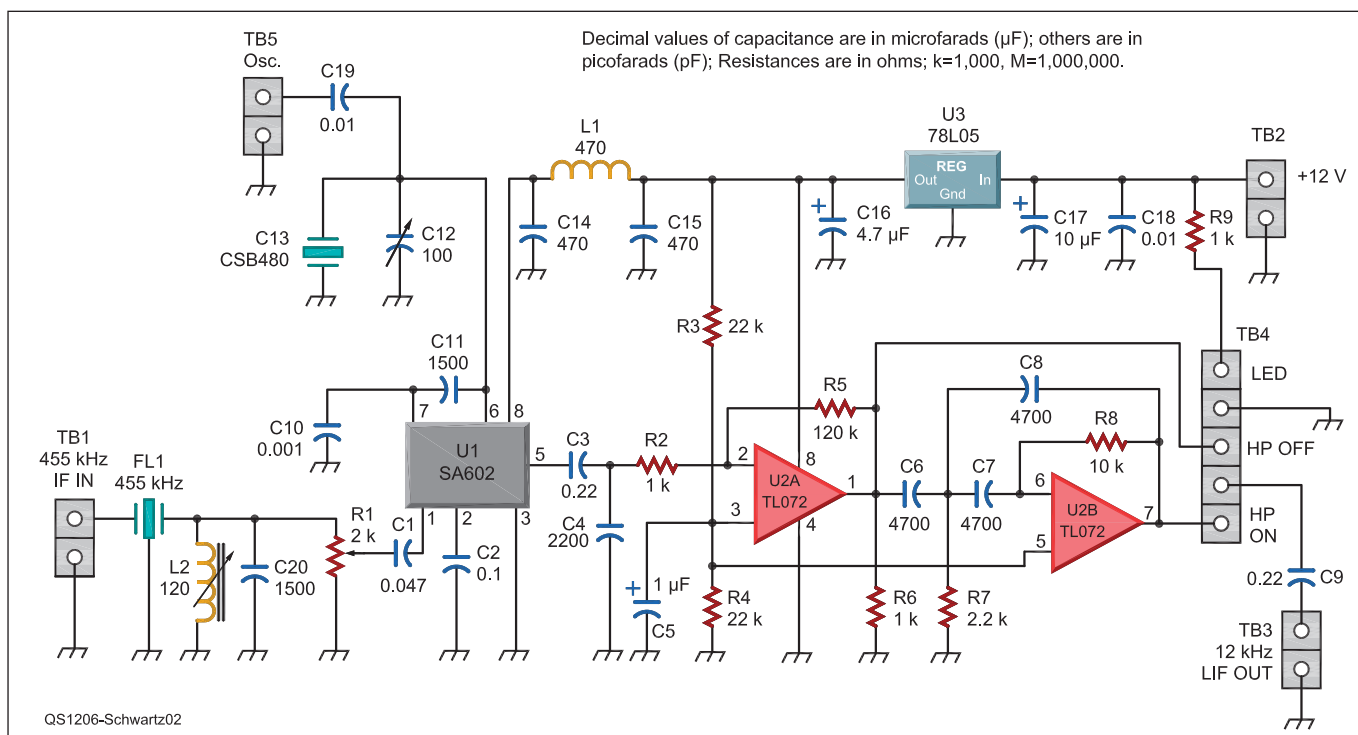 Decimal values of capacitance are in microfarads (µF); others are in
picofarads (pF); Resistances are in ohms; k=1,000, M=1,000,000.
TB5
Osc.
C19
0.01
L1
470
U3
78L05
REG
Out
In
Gnd
TB2
+12 V
C13
CSB480
C12
100
C14
470
C15
470
+
C16
4.7 µF
+
C17
10 µF
C18
0.01
R9
1 k
R3
22 k
TB4
LED
HP OFF
HP
ON
C11
1500
C10
0.001
7
6
8
U1
SA602
5
1
2
3
TB1
455 kHz
IF IN
FL1
455 kHz
L2
120
C20
1500
R1
2 k
C1
0.047
C2
0.1
C3
0.22
R2
1 k
C4
2200
R5
120 k
2
3
8
U2A
TL072
1
4
+
1 µF
C5
R4
22 k
C6
4700
C7
4700
C8
4700
R8
10 k
6
5
U2B
TL072
7
R6
1 k
R7
2.2 k
0.22
C9
TB3
12 kHz
LIF OUT
QS1206-Schwartz02